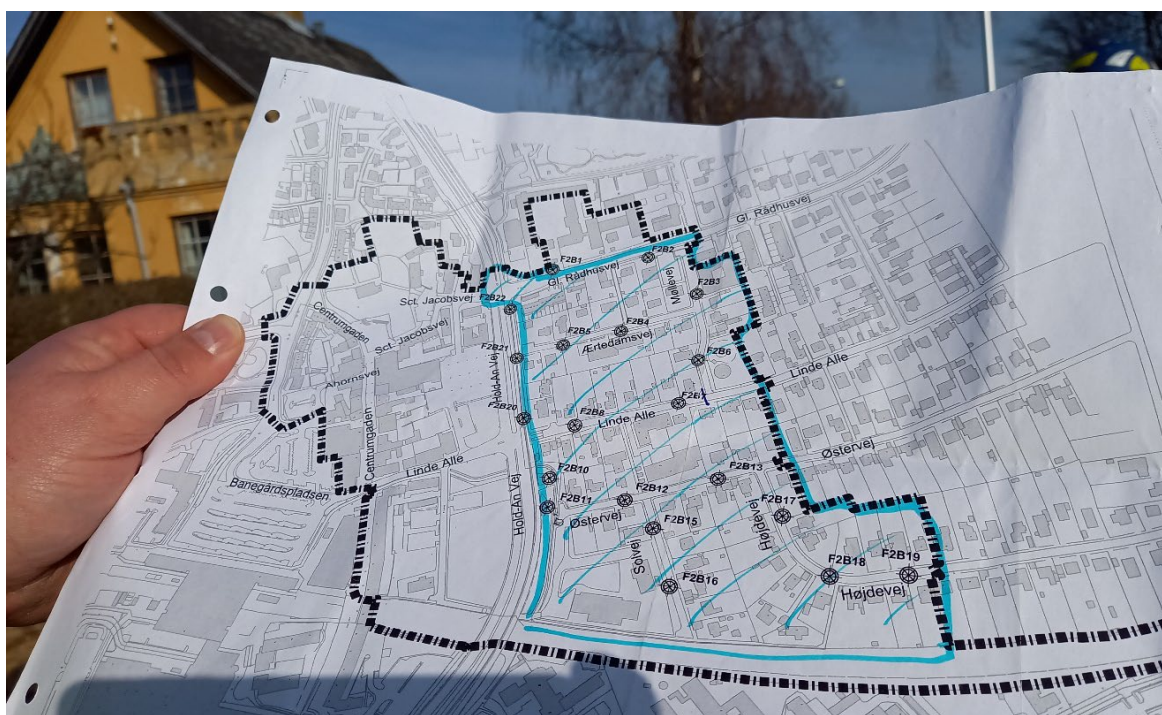 Gl. Rådhusvej
F2B1
F2B2
Gl. Rådhusvej
Møllevej
F2B3
Sct. Jacobsvej
F2B22
Centrumgaden
Sct. Jacobsvej
F2B5
F2B4
Ærtedamsvej
F2B21
F2B6
Hold-An Vej
Ahornsvej
Linde Alle
F2B20
F2B8
Linde Alle
Centrumgaden
Linde Alle
Østervej
Banegårdspladsen
F2B10
F2B13
F2B11
F2B12
Hold-An Vej
Østervej
F2B15
F2B17
Højdevej
Solvej
F2B16
F2B18
F2B19
Højdevej